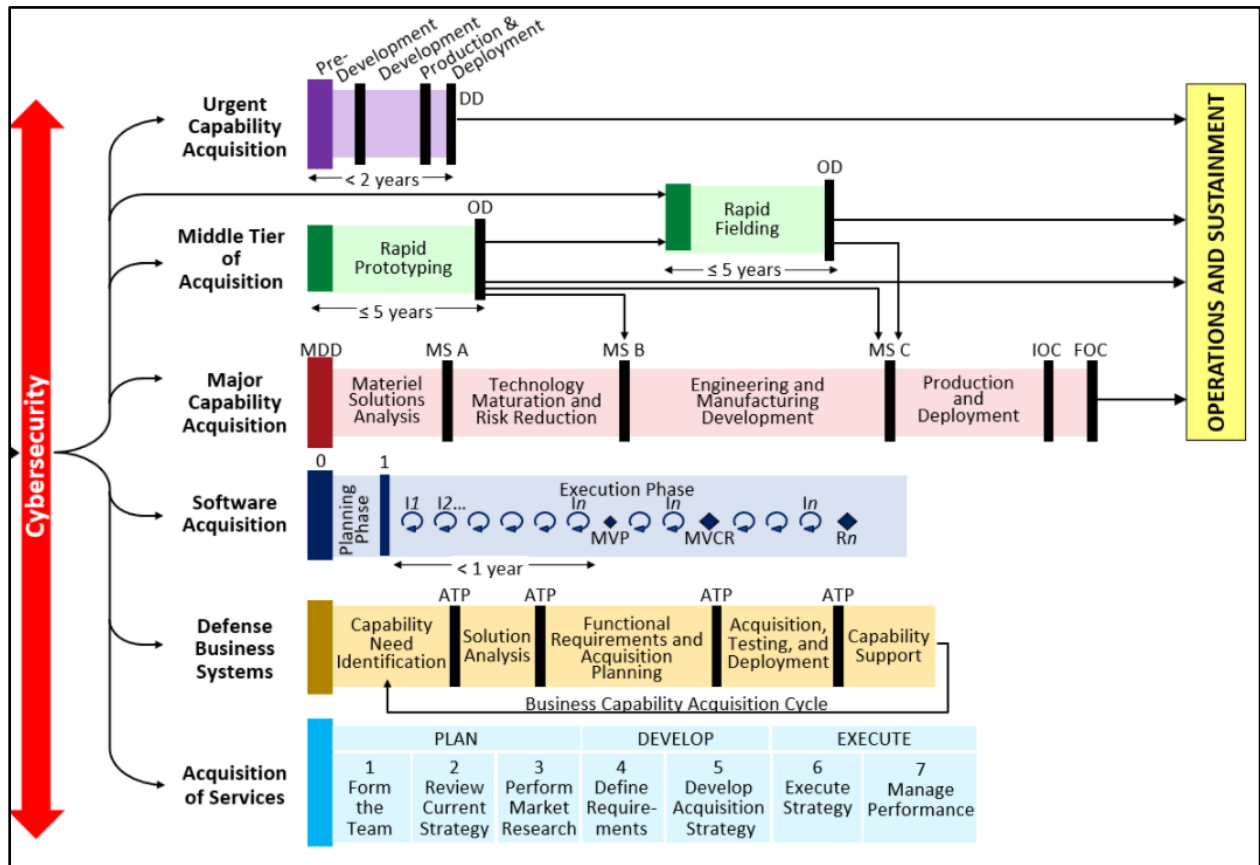 Pre-
Development
Development
Production &
Deployment
Urgent
Capability
Acquisition
DD
< 2 years
Middle Tier
of
Acquisition
Rapid
Prototyping
OD
≤ 5 years
Rapid
Fielding
OD
≤ 5 years
Major
Capability
Acquisition
MDD
MS A
MS B
MS C
IOC
FOC
Materiel
Solutions
Analysis
Technology
Maturation and
Risk Reduction
Engineering and
Manufacturing
Development
Production
and
Deployment
OPERATIONS AND SUSTAINMENT
Cybersecurity
Software
Acquisition
0
1
Planning
Phase
Execution Phase
I1
I2...
In
In
In
MVP
MVCR
Rn
< 1 year
Defense
Business
Systems
ATP
ATP
ATP
ATP
Capability
Need
Identification
Solution
Analysis
Functional
Requirements and
Acquisition
Planning
Acquisition,
Testing, and
Deployment
Capability
Support
Business Capability Acquisition Cycle
Acquisition
of Services
PLAN
DEVELOP
EXECUTE
1
Form
the
Team
2
Review
Current
Strategy
3
Perform
Market
Research
4
Define
Require-
ments
5
Develop
Acquisition
Strategy
6
Execute
Strategy
7
Manage
Performance